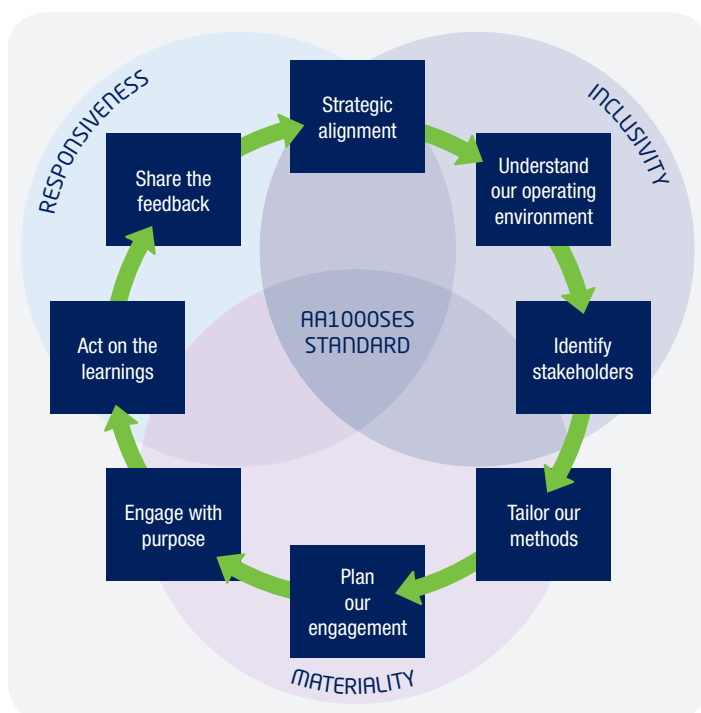 RESPONSIVENESS
INCLUSIVITY
Strategic
alignment
Understand
our operating
environment
Identify
stakeholders
Tailor our
methods
Plan
our
engagement
Engage with
purpose
Act on the
learnings
Share the
feedback
AA1000SES
STANDARD
MATERIALITY